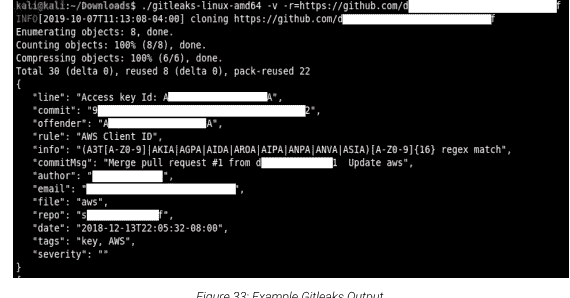 kali@kali:~/Downloads$ ./gitleaks-linux-amd64 -v -r=https://github.com/d f
INFO[2019-10-07T11:13:08-04:00] cloning https://github.com/d f
Enumerating objects: 8, done.
Counting objects: 100% (8/8), done.
Compressing objects: 100% (6/6), done.
Total 30 (delta 0), reused 8 (delta 0), pack-reused 22
{
"line": "Access key Id: A A",
"commit": "9 2",
"offender": "A A",
"rule": "AWS Client ID",
"info": "(A3T[A-Z0-9]|AKIA|AGPA|AIDA|AROA|AIPA|ANPA|ANVA|ASIA)[A-Z0-9]{16} regex match",
"commitMsg": "Merge pull request #1 from d 1 Update aws",
"author": " ",
"email": " ",
"file": "aws",
"repo": "s f",
"date": "2018-12-13T22:05:32-08:00",
"tags": "key, AWS",
"severity": ""
}
Figure 33: Example Gitleaks Output